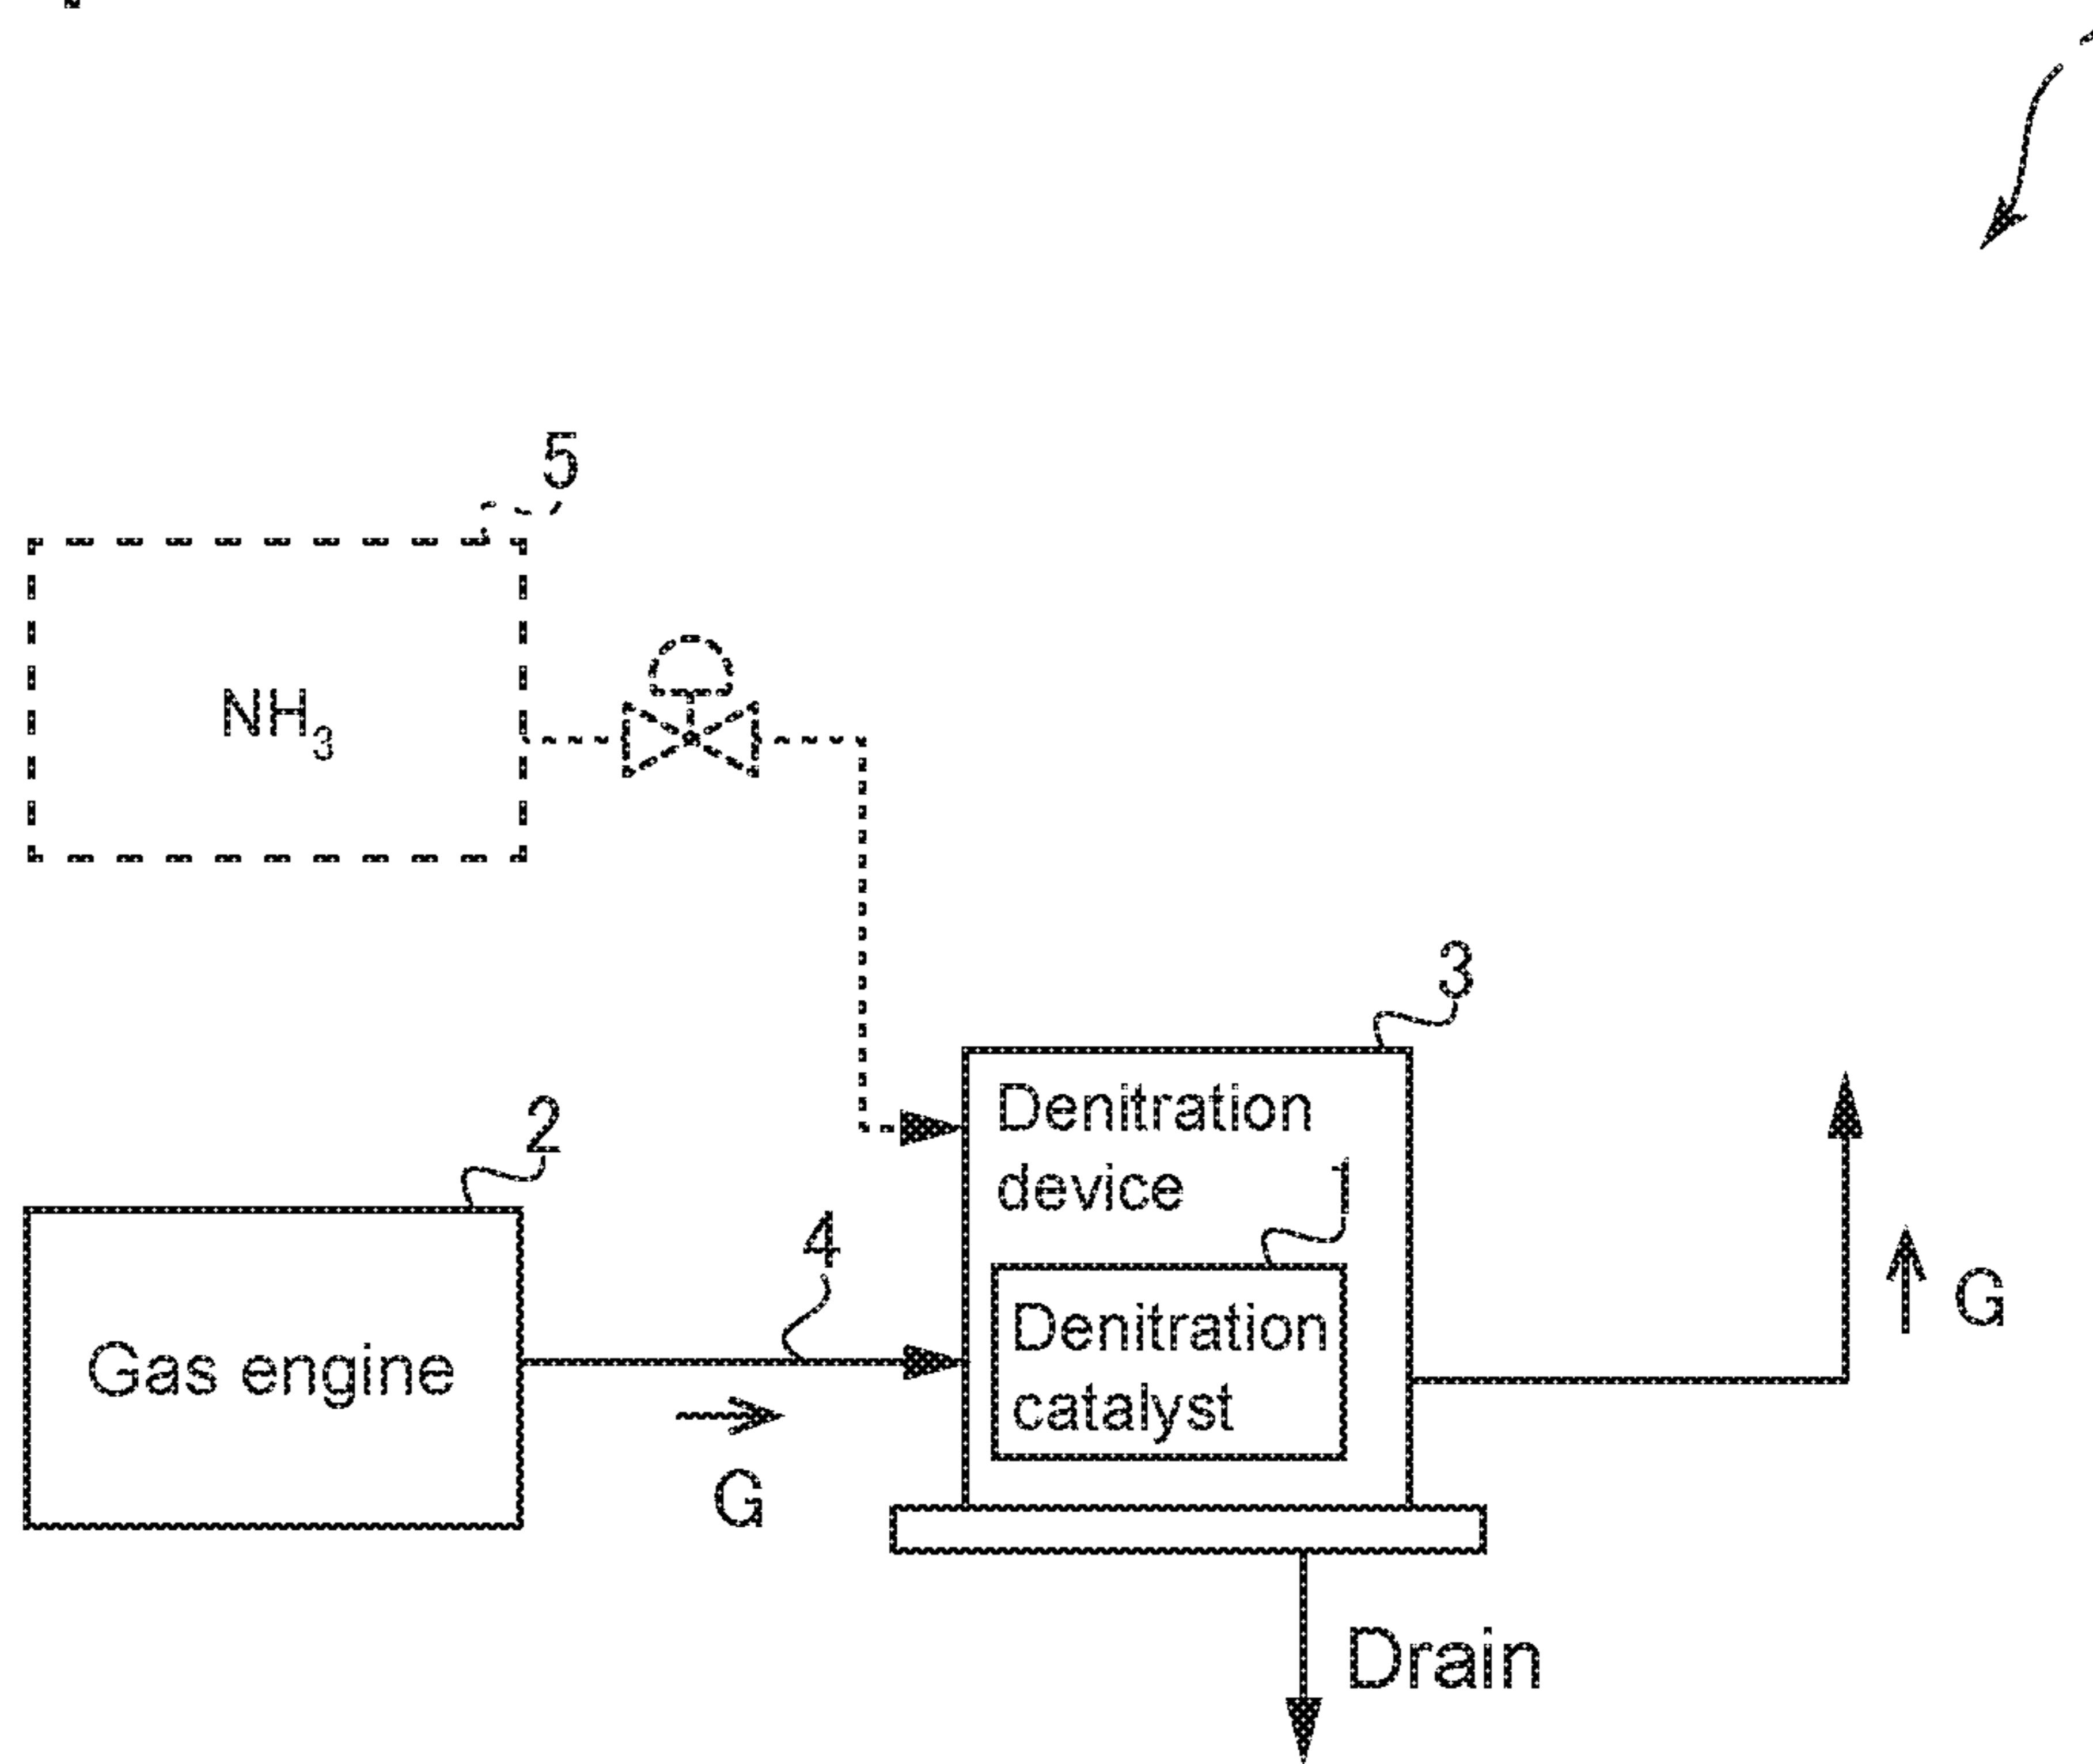 5
NH3
3
Denitration
device
2
1
4
Denitration
catalyst
Gas engine
G
G
Drain